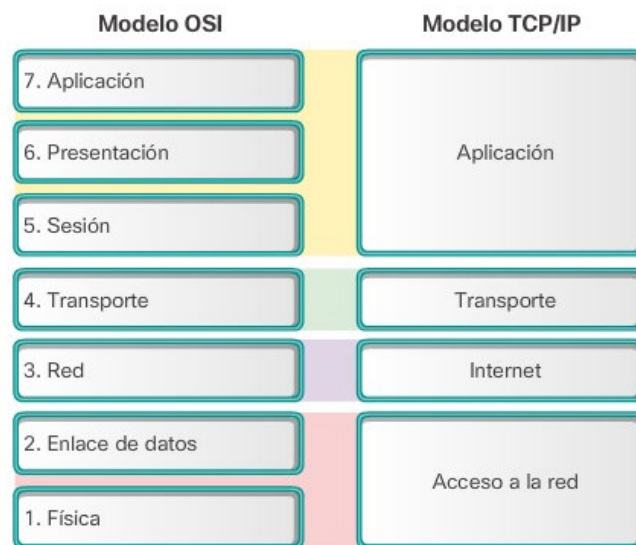 Modelo OSI
Modelo TCP/IP
7. Aplicación
6. Presentación
5. Sesión
4. Transporte
3. Red
2. Enlace de datos
1. Física
Aplicación
Transporte
Internet
Acceso a la red